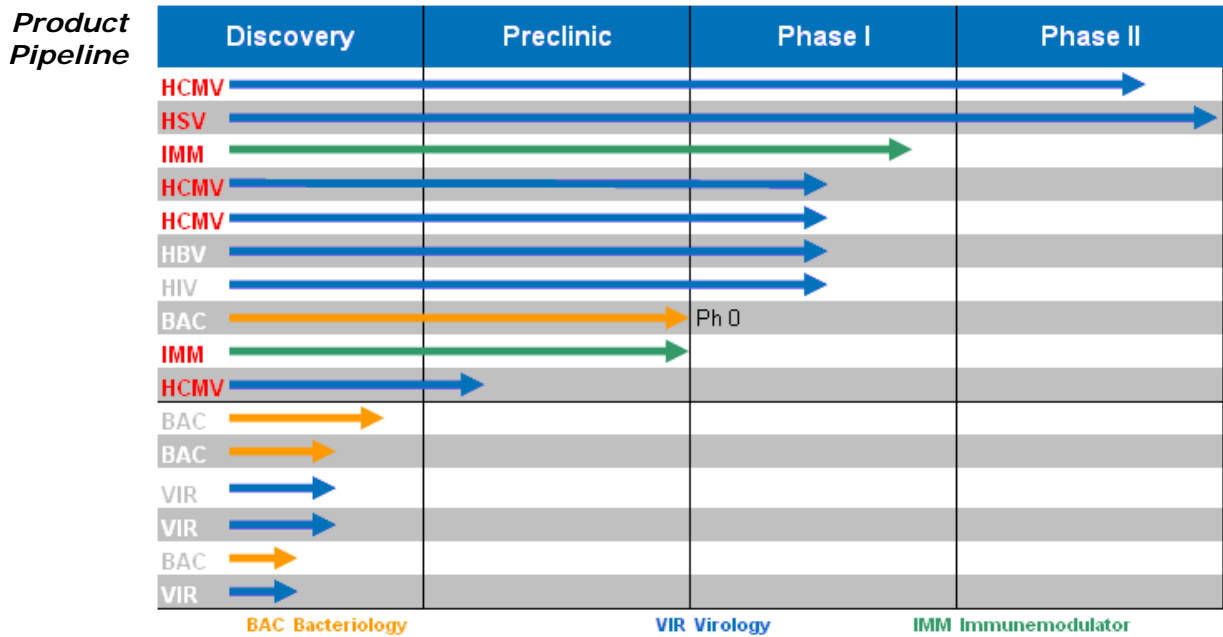 Product
Pipeline
Discovery Preclinic Phase I Phase II
HCMV
HSV
IMM
HCMV
HCMV
HBV
HIV
BAC Ph 0
IMM
HCMV
BAC
BAC
VIR
VIR
BAC
VIR
BAC Bacteriology VIR Virology IMM Immunemodulator